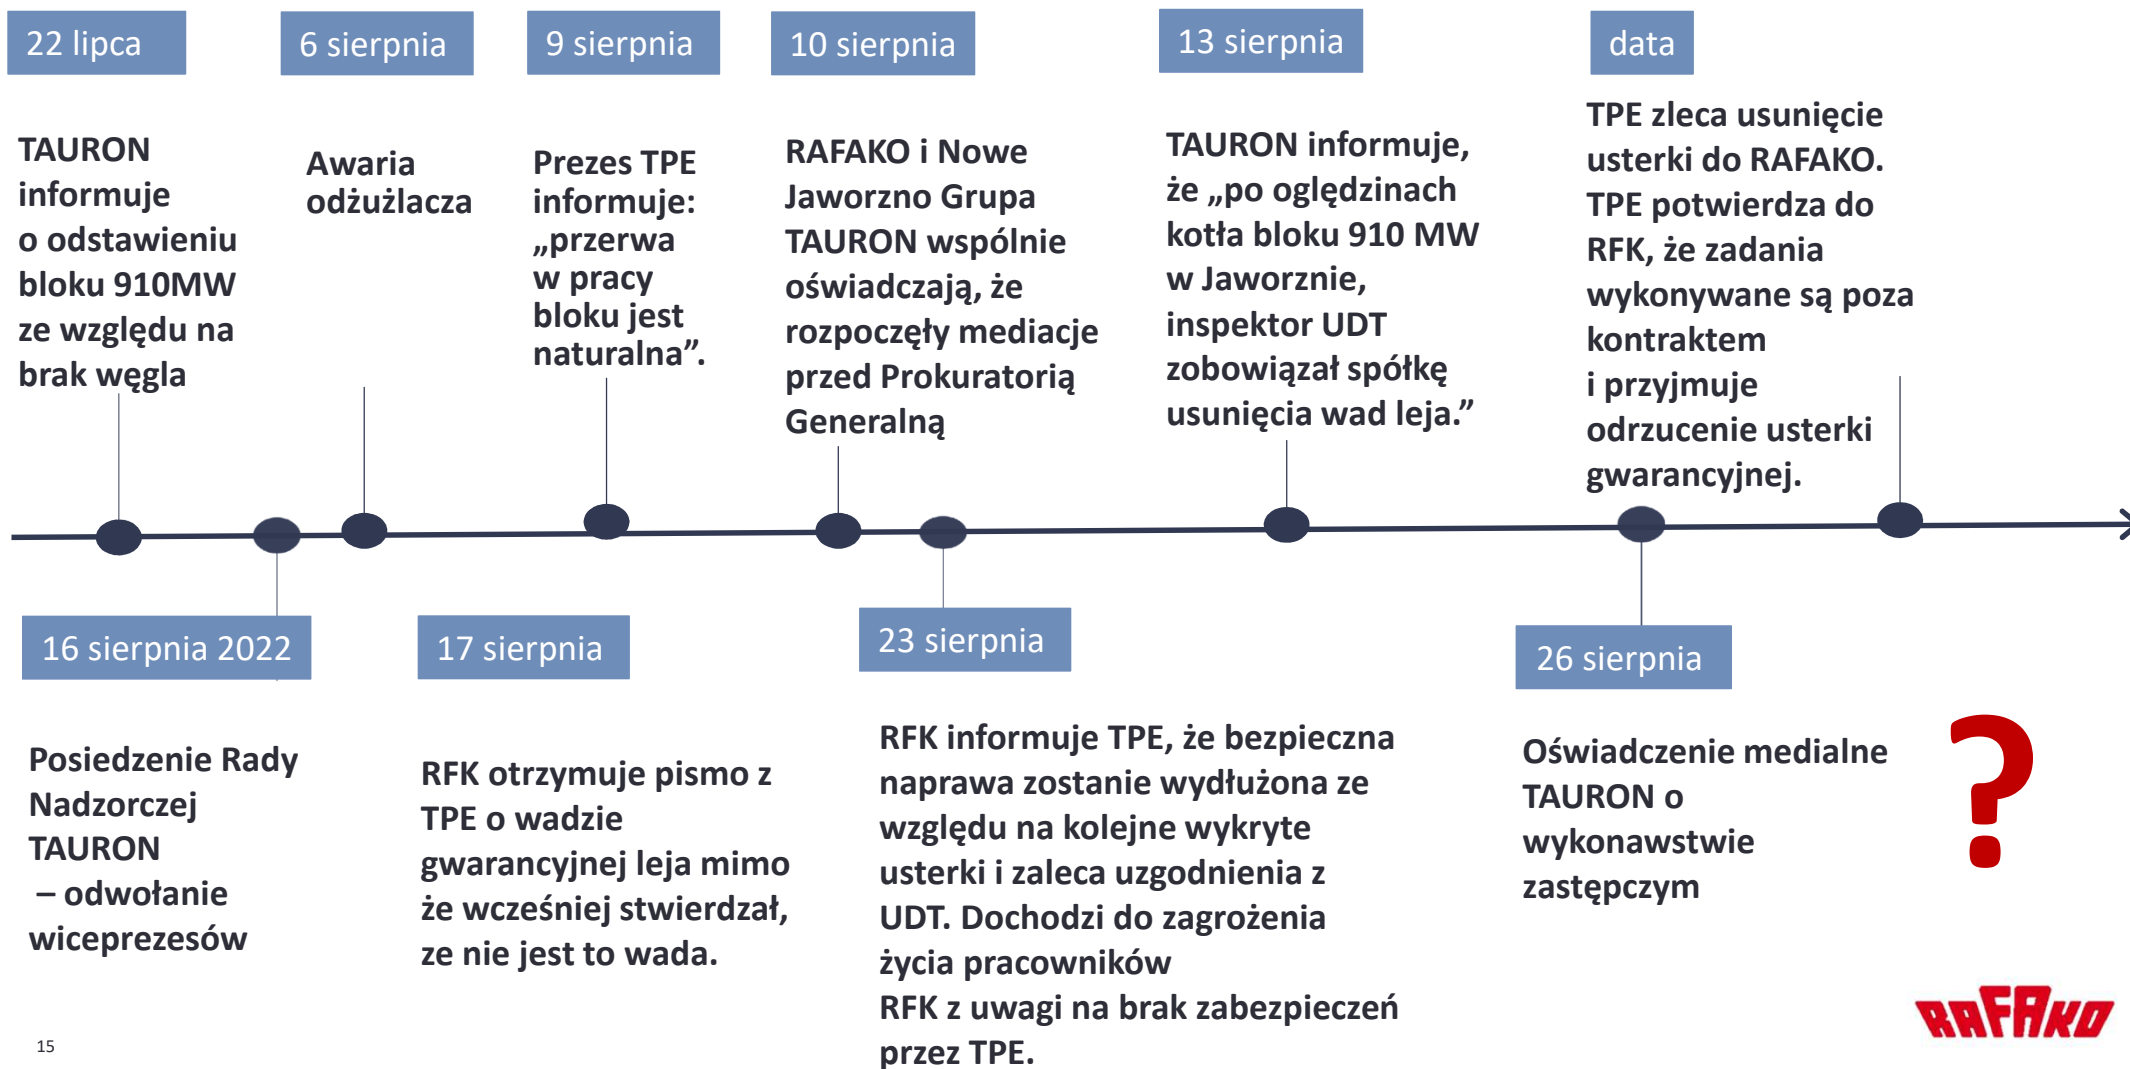 22 lipca
TAURON
informuje
o odstawieniu
bloku 910MW
ze względu na
brak węgla
6 sierpnia
Awaria
odżużlacza
9 sierpnia
Prezes TPE
informuje:
„przerwa
w pracy
bloku jest
naturalna”.
10 sierpnia
RAFAKO i Nowe
Jaworzno Grupa
TAURON wspólnie
oświadczają, że
rozpoczęły mediacje
przed Prokuratorią
Generalną
13 sierpnia
TAURON informuje,
że „po oględzinach
kotła bloku 910 MW
w Jaworznie,
inspektor UDT
zobowiązał spółkę
usunięcia wad leja.”
data
TPE zleca usunięcie
usterki do RAFAKO.
TPE potwierdza do
RFK, że zadania
wykonywane są poza
kontraktem
i przyjmuje
odrzucenie usterki
gwarancyjnej.
16 sierpnia 2022
Posiedzenie Rady
Nadzorczej
TAURON
– odwołanie
wiceprezesów
17 sierpnia
RFK otrzymuje pismo z
TPE o wadzie
gwarancyjnej leja mimo
że wcześniej stwierdzał,
ze nie jest to wada.
23 sierpnia
RFK informuje TPE, że bezpieczna
naprawa zostanie wydłużona ze
względu na kolejne wykryte
usterki i zaleca uzgodnienia z
UDT. Dochodzi do zagrożenia
życia pracowników
RFK z uwagi na brak zabezpieczeń
przez TPE.
26 sierpnia
Oświadczenie medialne
TAURON o
wykonawstwie
zastępczym
?
RAFAKO
15